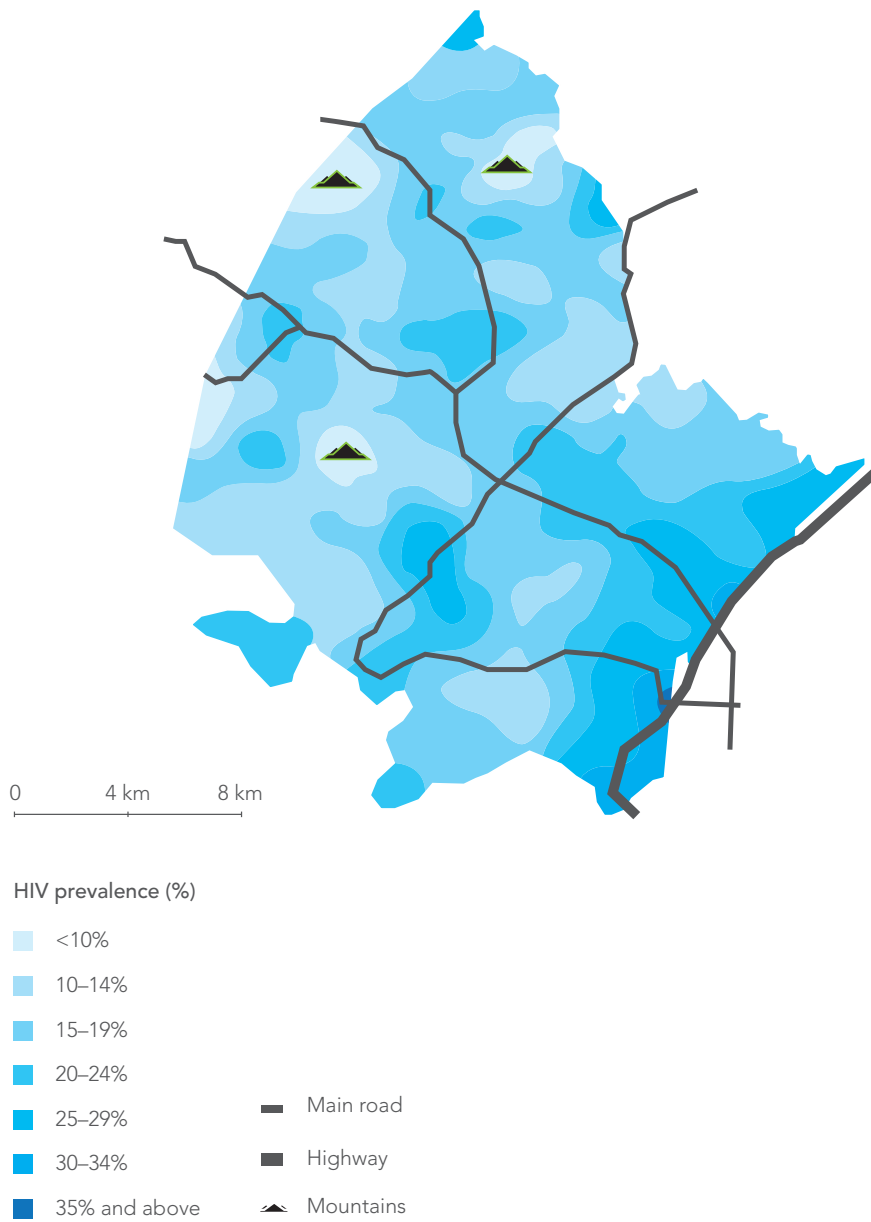 0 4 km 8 km
HIV prevalence (%)
<10%
10–14%
15–19%
20–24%
25–29%
30–34%
35% and above
Main road
Highway
Mountains